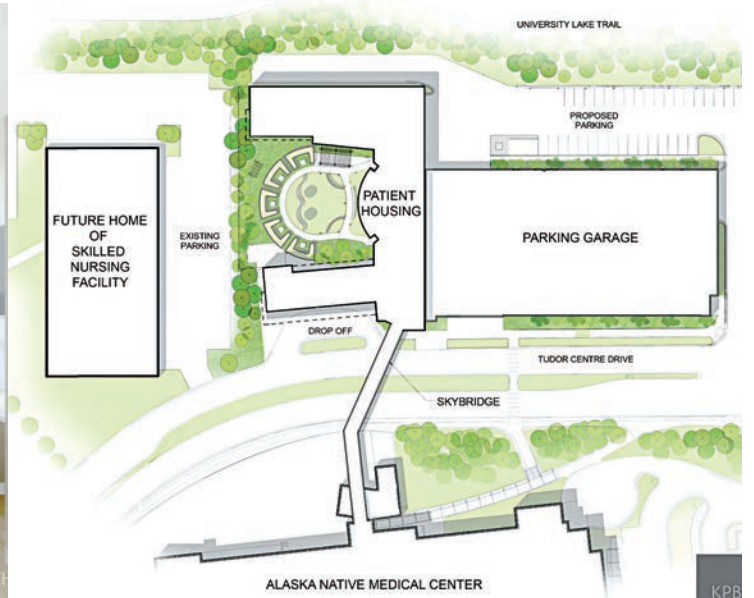 UNIVERSITY LAKE TRAIL
PROPOSED
PARKING
PATIENT
HOUSING
FUTURE HOME
OF
SKILLED
NURSING
FACILITY
EXISTING
PARKING
PARKING GARAGE
DROP OFF
TUDOR CENTRE DRIVE
SKYBRIDGE
ALASKA NATIVE MEDICAL CENTER
KPB